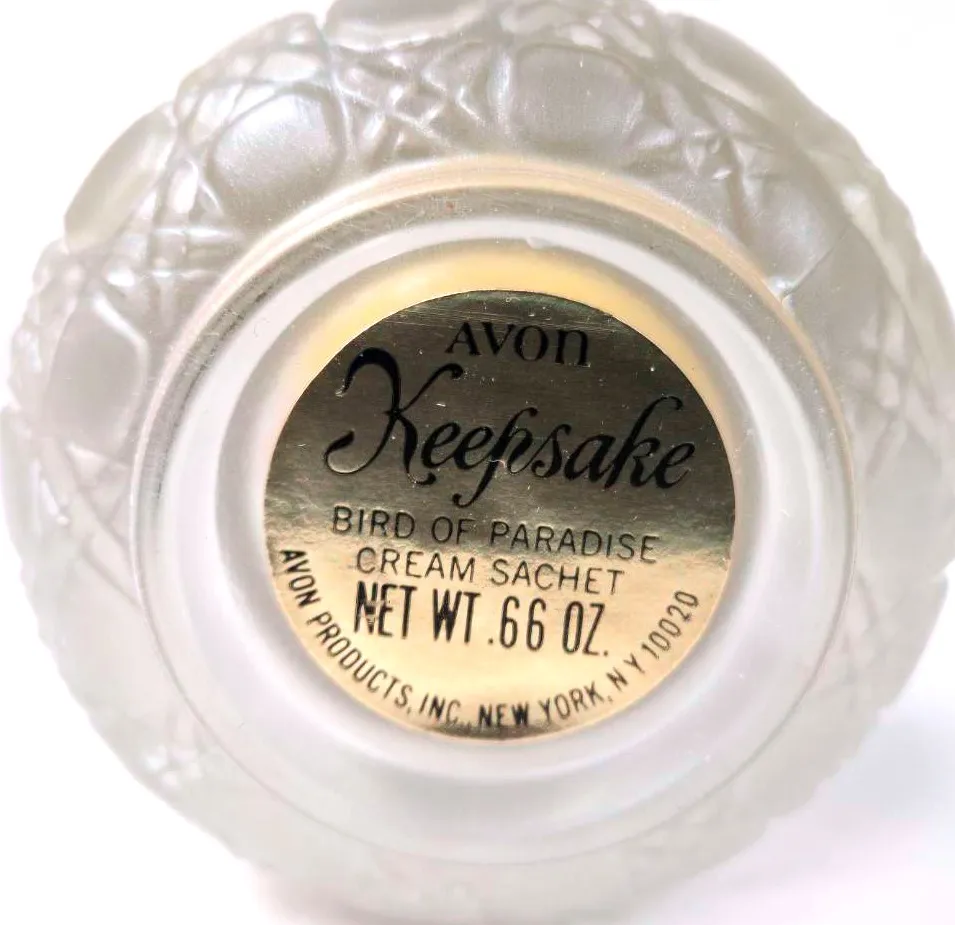 AVON
Keepsake
BIRD OF PARADISE
CREAM SACHET
NET WT .66 OZ.
AVON PRODUCTS, INC., NEW YORK, N Y 10020